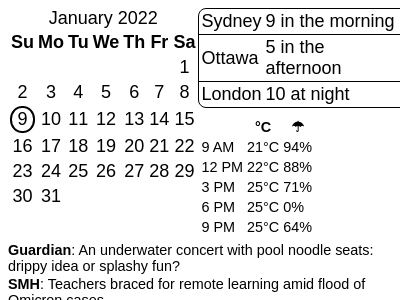 January 2022
Su Mo Tu We Th Fr Sa
1
2 3 4 5 6 7 8
9 10 11 12 13 14 15
16 17 18 19 20 21 22
23 24 25 26 27 28 29
30 31
Sydney 9 in the morning
Ottawa 5 in the
afternoon
London 10 at night
°C ☂
9 AM 21°C 94%
12 PM 22°C 88%
3 PM 25°C 71%
6 PM 25°C 0%
9 PM 25°C 64%
Guardian: An underwater concert with pool noodle seats:
drippy idea or splashy fun?
SMH: Teachers braced for remote learning amid flood of
Omicron cases